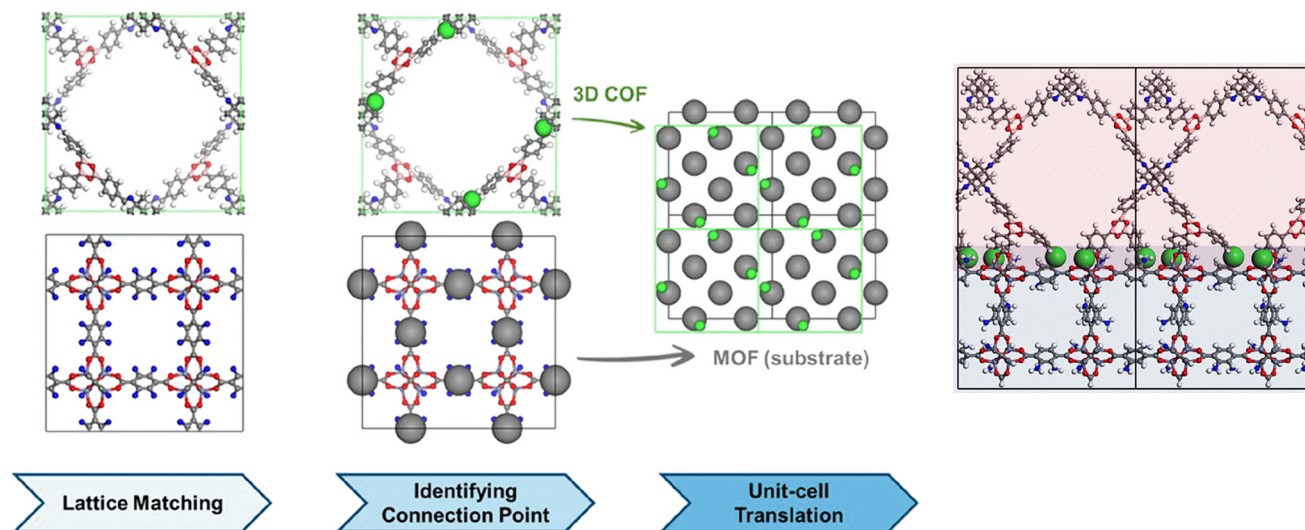 3D COF
MOF (substrate)
Lattice Matching
Identifying
Connection Point
Unit-cell
Translation